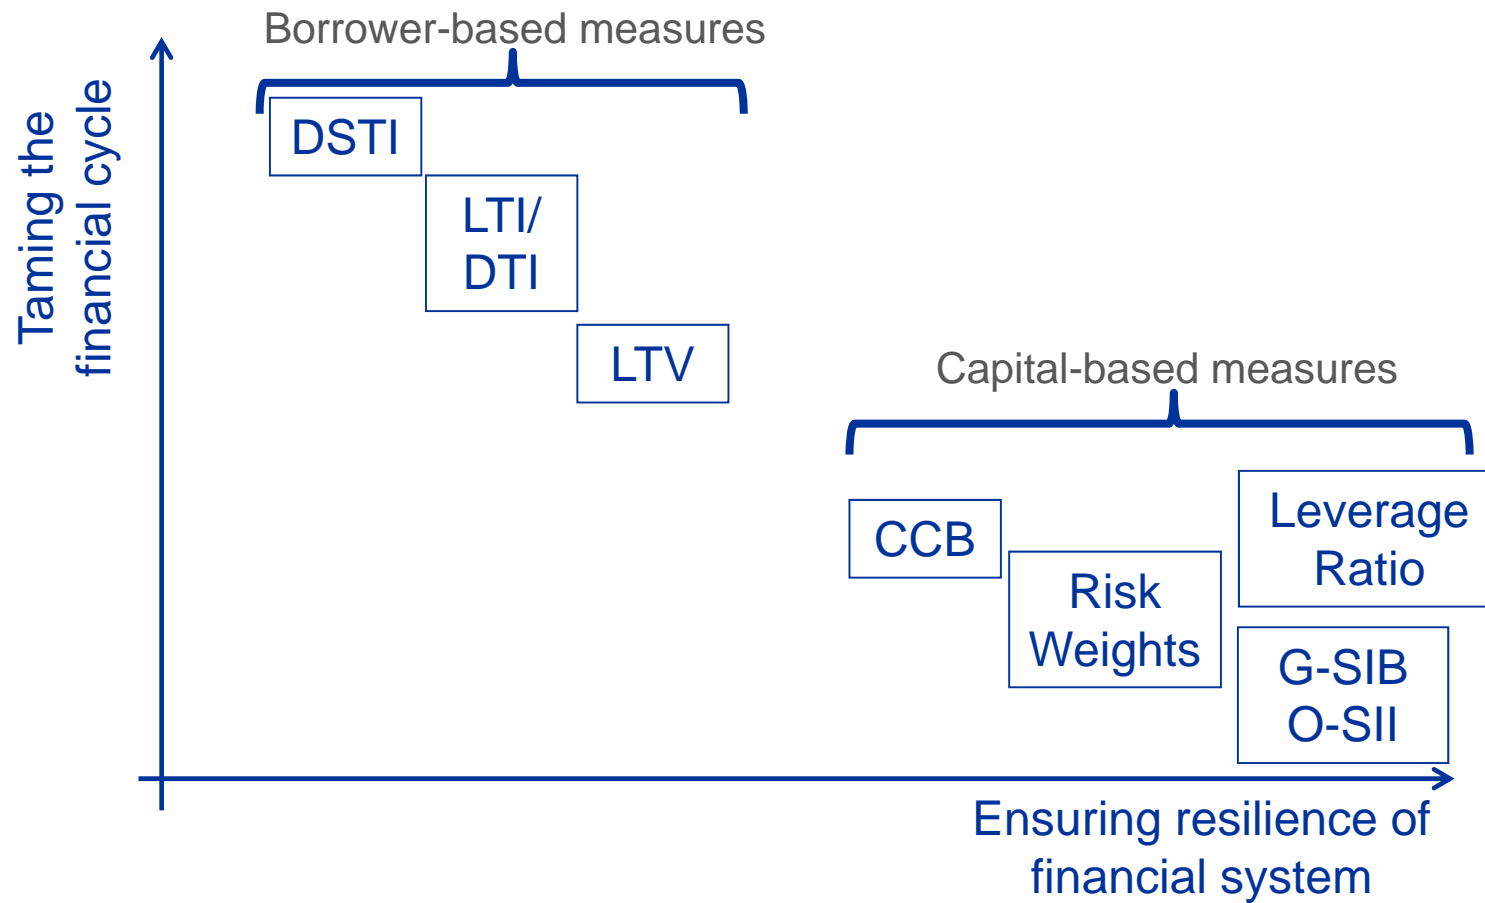 Borrower-based measures
Taming the
financial cycle
DSTI
LTI/
DTI
LTV
Capital-based measures
CCB
Risk
Weights
Leverage
Ratio
G-SIB
O-SII
Ensuring resilience of
financial system